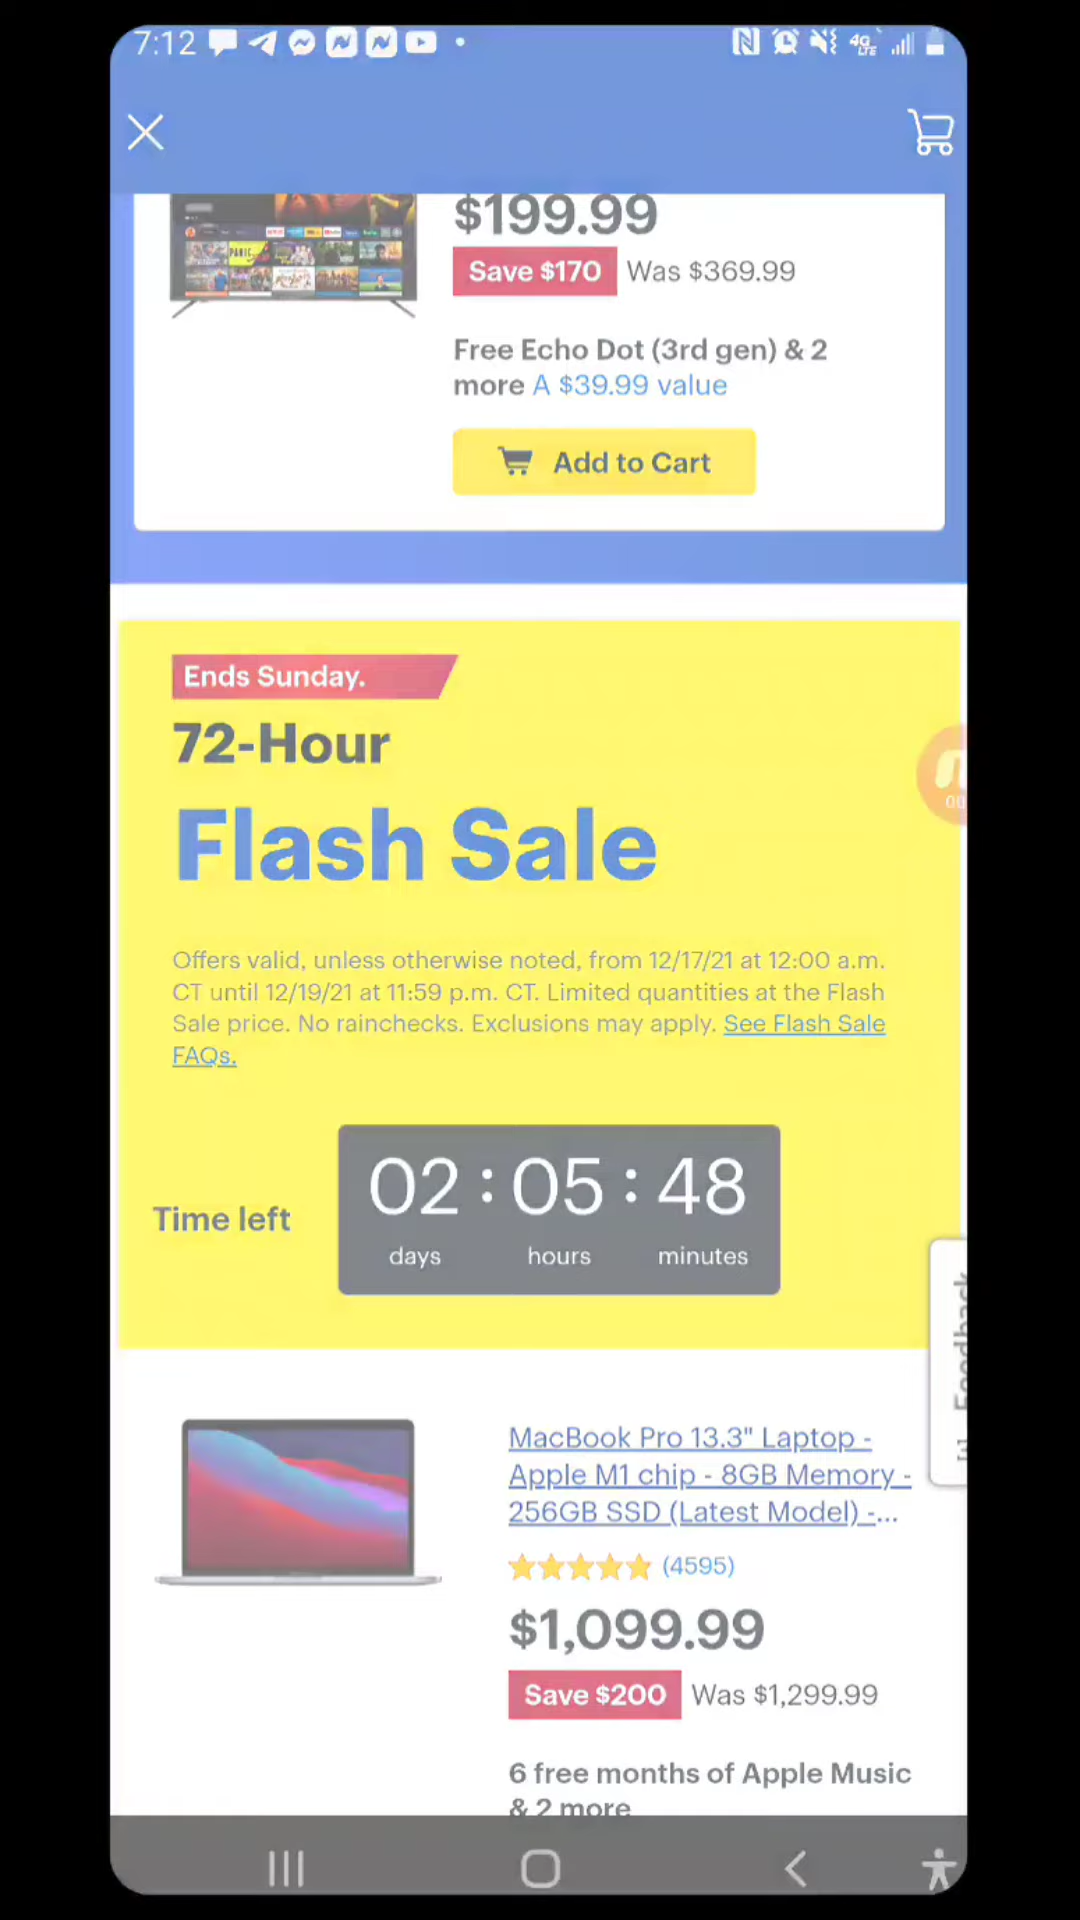 7:12
4G
LTE
$199.99
Save $170 Was $369.99
Free Echo Dot (3rd gen) & 2
more A $39.99 value
Add to Cart
Ends Sunday.
72-Hour
Flash Sale
00
Offers valid, unless otherwise noted, from 12/17/21 at 12:00 a.m.
CT until 12/19/21 at 11:59 p.m. CT. Limited quantities at the Flash
Sale price. No rainchecks. Exclusions may apply. See Flash Sale
FAQs.
Time left
02 : 05 : 48
days hours minutes
Feedback
MacBook Pro 13.3" Laptop -
Apple M1 chip - 8GB Memory -
256GB SSD (Latest Model) -...
(4595)
$1,099.99
Save $200 Was $1,299.99
6 free months of Apple Music
& 2 more